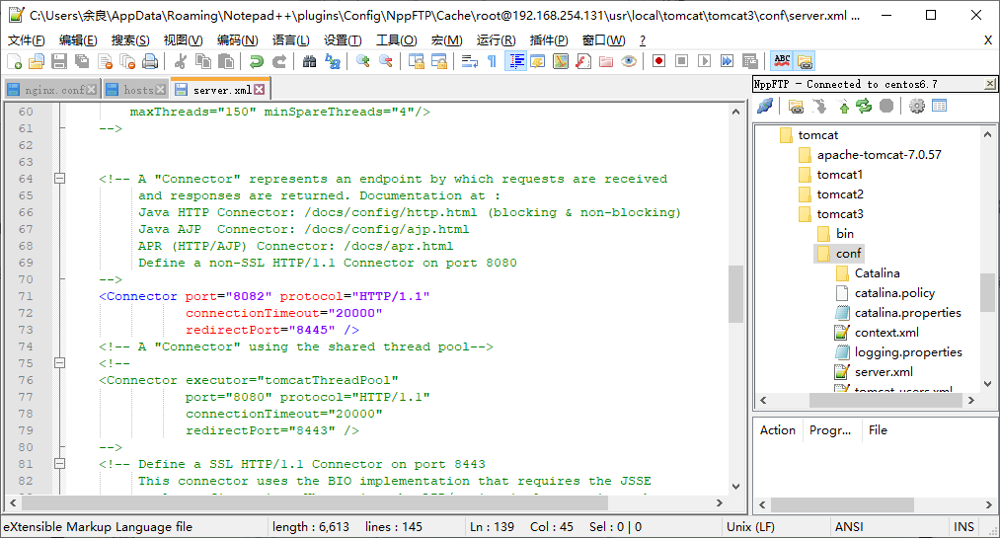 C:\Users\余良\AppData\Roaming\Notepad++\plugins\Config\NppFTP\Cache\root@192.168.254.131\usr\local\tomcat\tomcat3\conf\server.xml ...
文件(F) 编辑(E) 搜索(S) 视图(V) 编码(N) 语言(L) 设置(T) 工具(O) 宏(M) 运行(R) 插件(P) 窗口(W) ? X
ABC
nginx.conf hosts server.xml
60 maxThreads="150" minSpareThreads="4"/>
61 -->
62
63
64 <!-- A "Connector" represents an endpoint by which requests are received
65 and responses are returned. Documentation at :
66 Java HTTP Connector: /docs/config/http.html (blocking & non-blocking)
67 Java AJP  Connector: /docs/config/ajp.html
68 APR (HTTP/AJP) Connector: /docs/apr.html
69 Define a non-SSL HTTP/1.1 Connector on port 8080
70 -->
71 <Connector port="8082" protocol="HTTP/1.1"
72 connectionTimeout="20000"
73 redirectPort="8445" />
74 <!-- A "Connector" using the shared thread pool-->
75 <!--
76 <Connector executor="tomcatThreadPool"
77 port="8080" protocol="HTTP/1.1"
78 connectionTimeout="20000"
79 redirectPort="8443" />
80 -->
81 <!-- Define a SSL HTTP/1.1 Connector on port 8443
82 This connector uses the BIO implementation that requires the JSSE
NppFTP - Connected to centos6.7
tomcat
apache-tomcat-7.0.57
tomcat1
tomcat2
tomcat3
bin
conf
Catalina
catalina.policy
catalina.properties
context.xml
logging.properties
server.xml
tomcat-users.xml
Action Progr... File
eXtensible Markup Language file length : 6,613 lines : 145 Ln : 139 Col : 45 Sel : 0 | 0 Unix (LF) ANSI INS